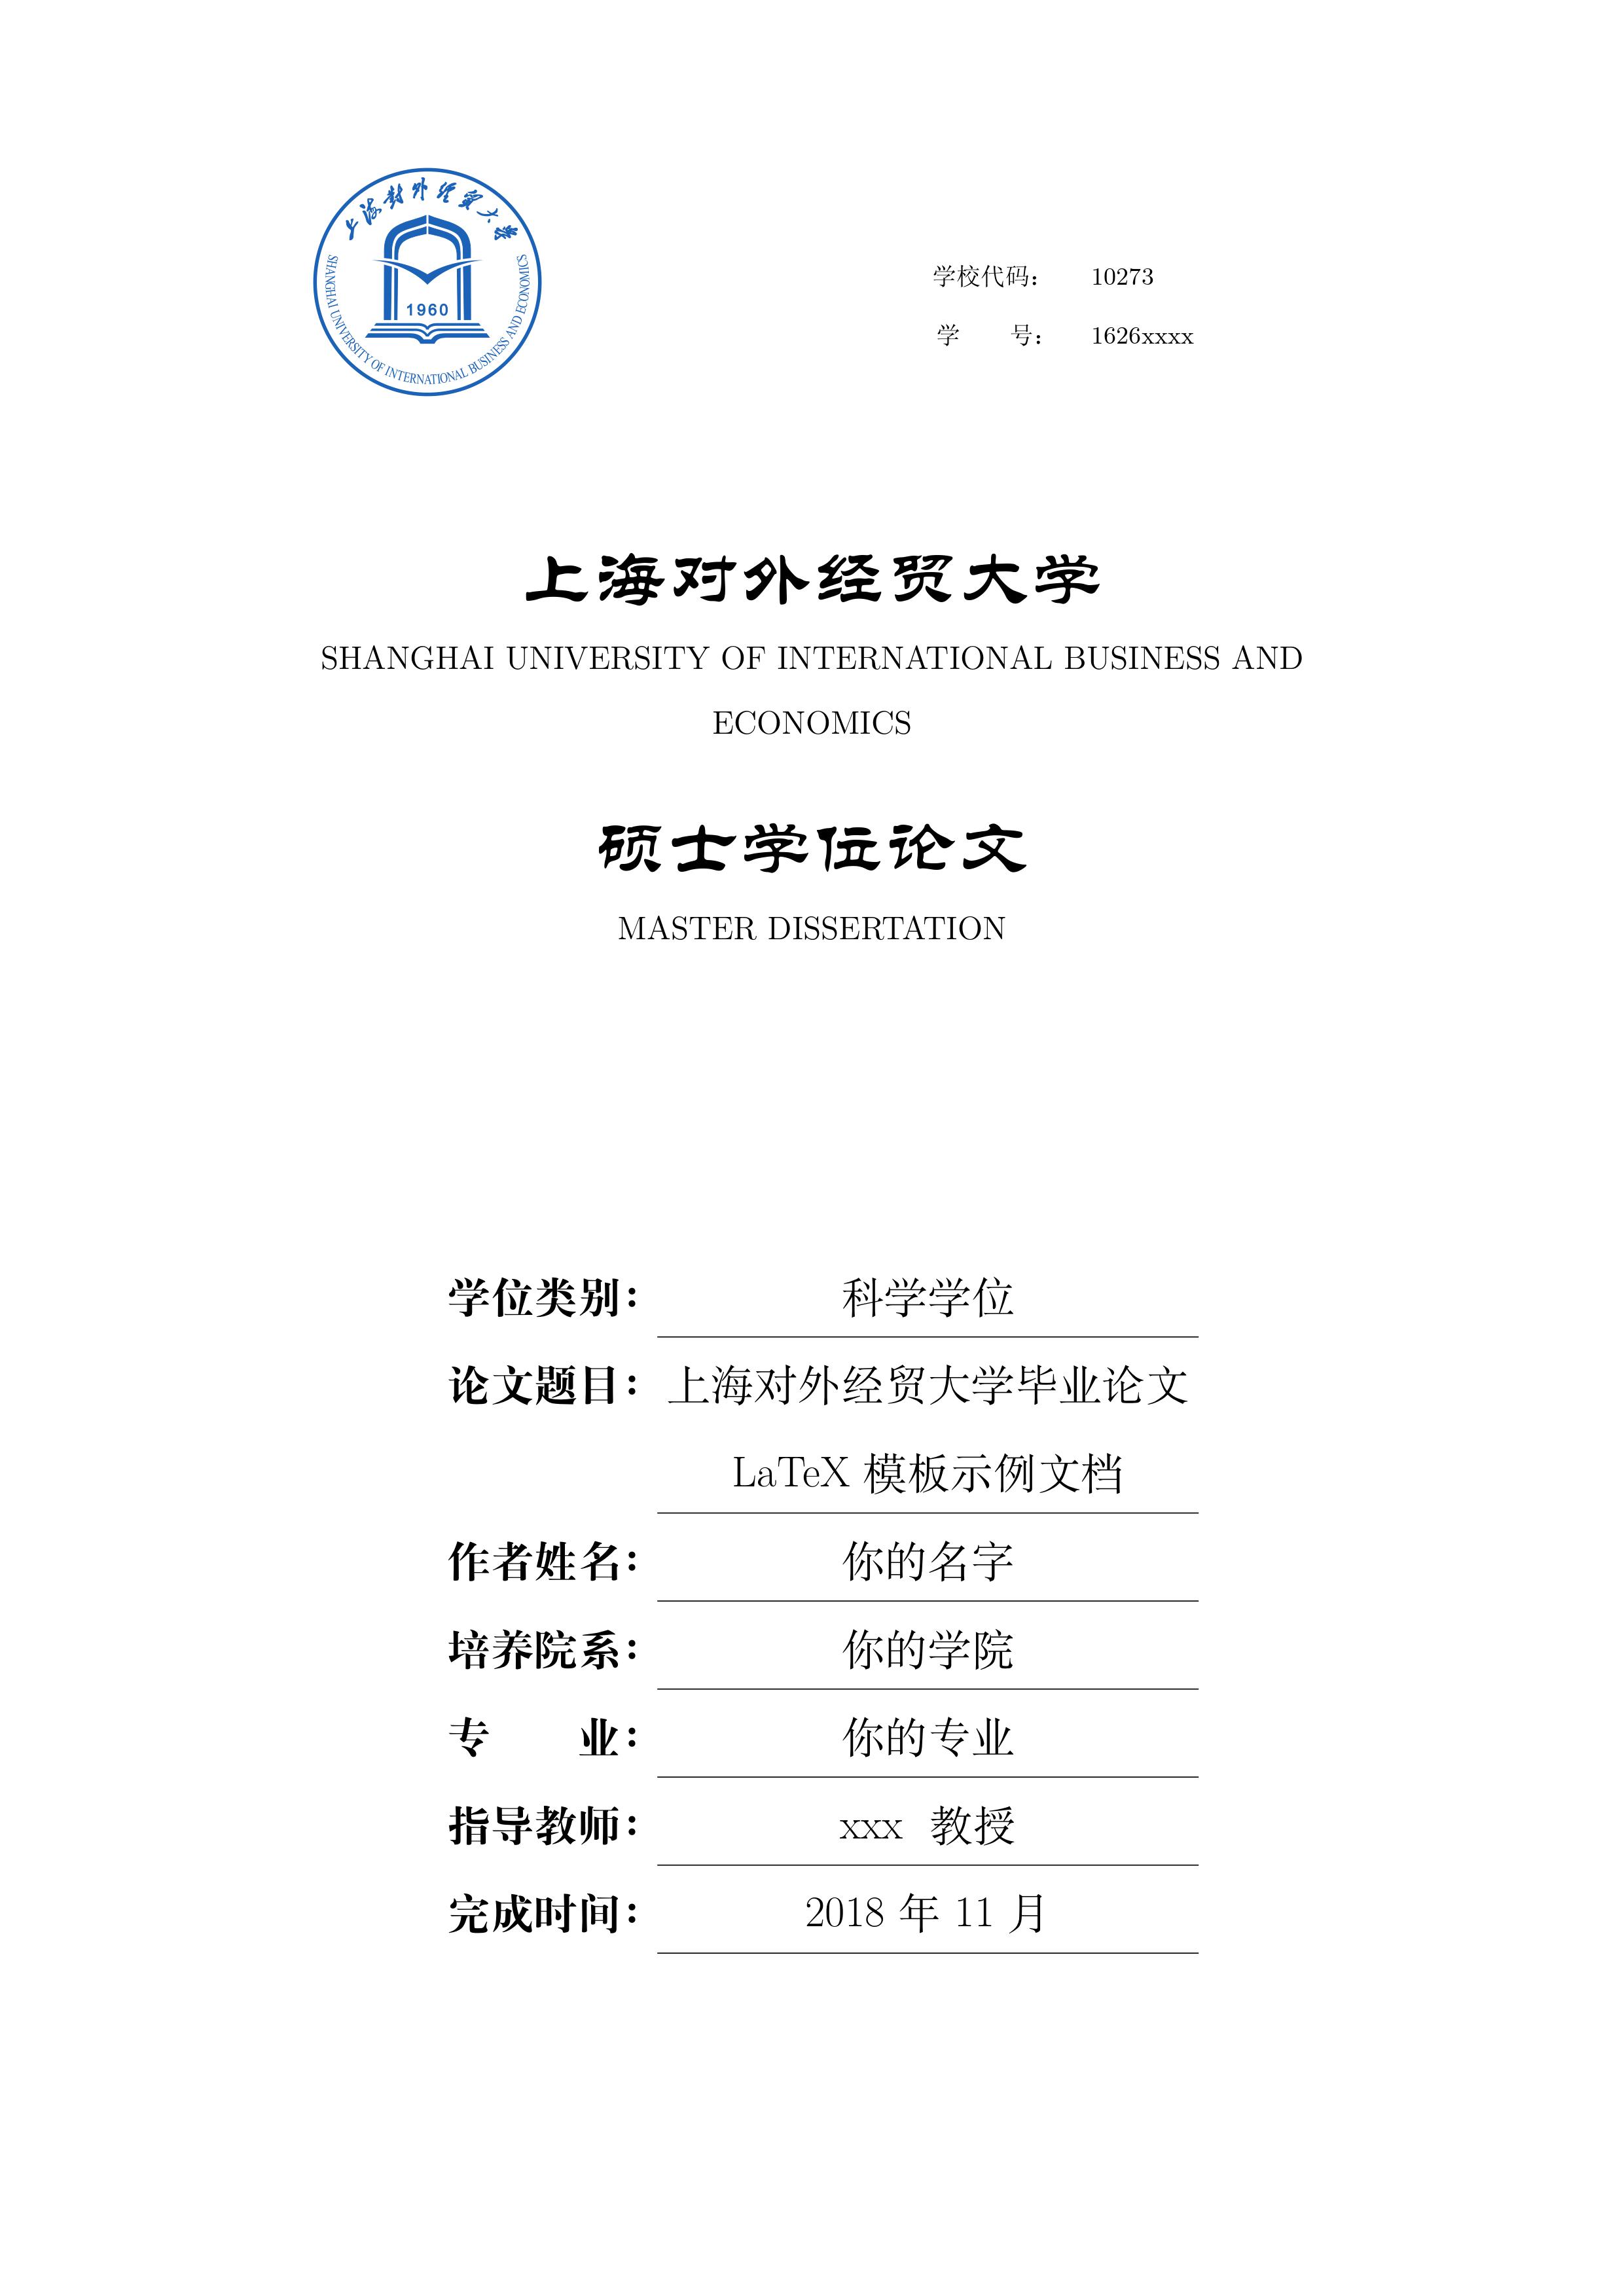 上海對外经贸大学
1960
SHANGHAI UNIVERSITY OF INTERNATIONAL BUSINESS AND ECONOMICS
学校代码： 10273
学 号： 1626xxxx
上海对外经贸大学
SHANGHAI UNIVERSITY OF INTERNATIONAL BUSINESS AND
ECONOMICS
硕士学位论文
MASTER DISSERTATION
学位类别： 科学学位
论文题目： 上海对外经贸大学毕业论文
LaTeX 模板示例文档
作者姓名： 你的名字
培养院系： 你的学院
专 业： 你的专业
指导教师： xxx 教授
完成时间： 2018 年 11 月